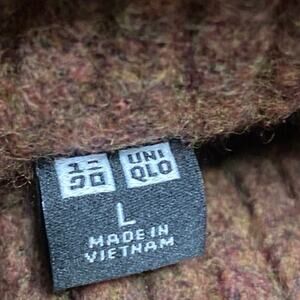 ユニ UNI
クロ QLO
L
MADE IN
VIETNAM